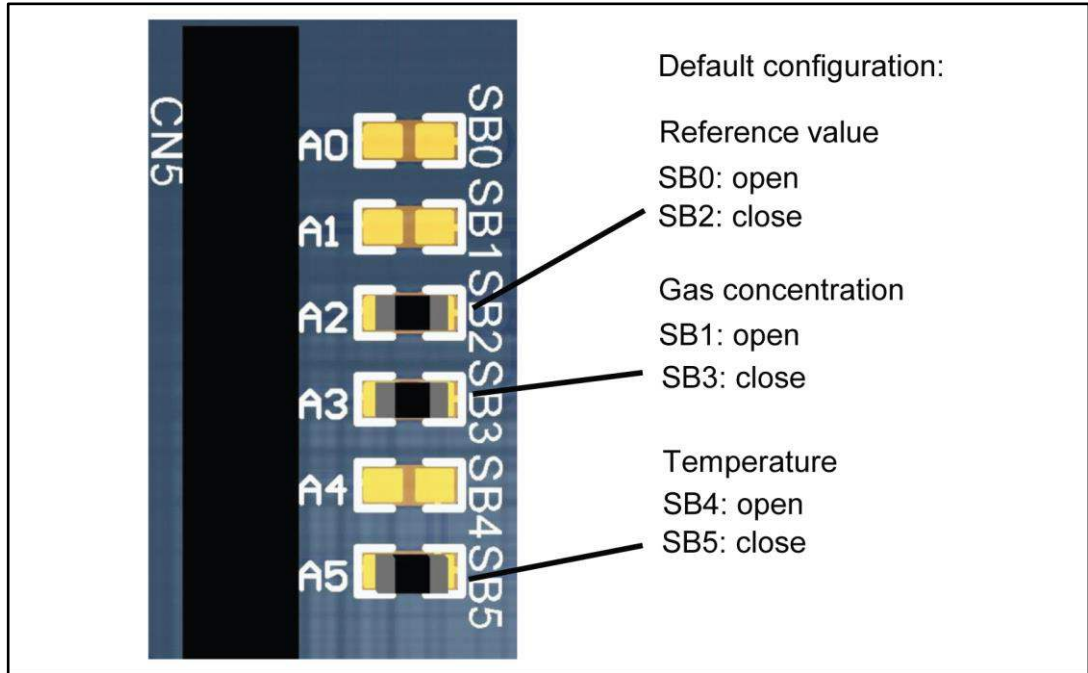 CN5
A0
SB0
A1
SB1
A2
SB2
A3
SB3
A4
SB4
A5
SB5
Default configuration:
Reference value
SB0: open
SB2: close
Gas concentration
SB1: open
SB3: close
Temperature
SB4: open
SB5: close